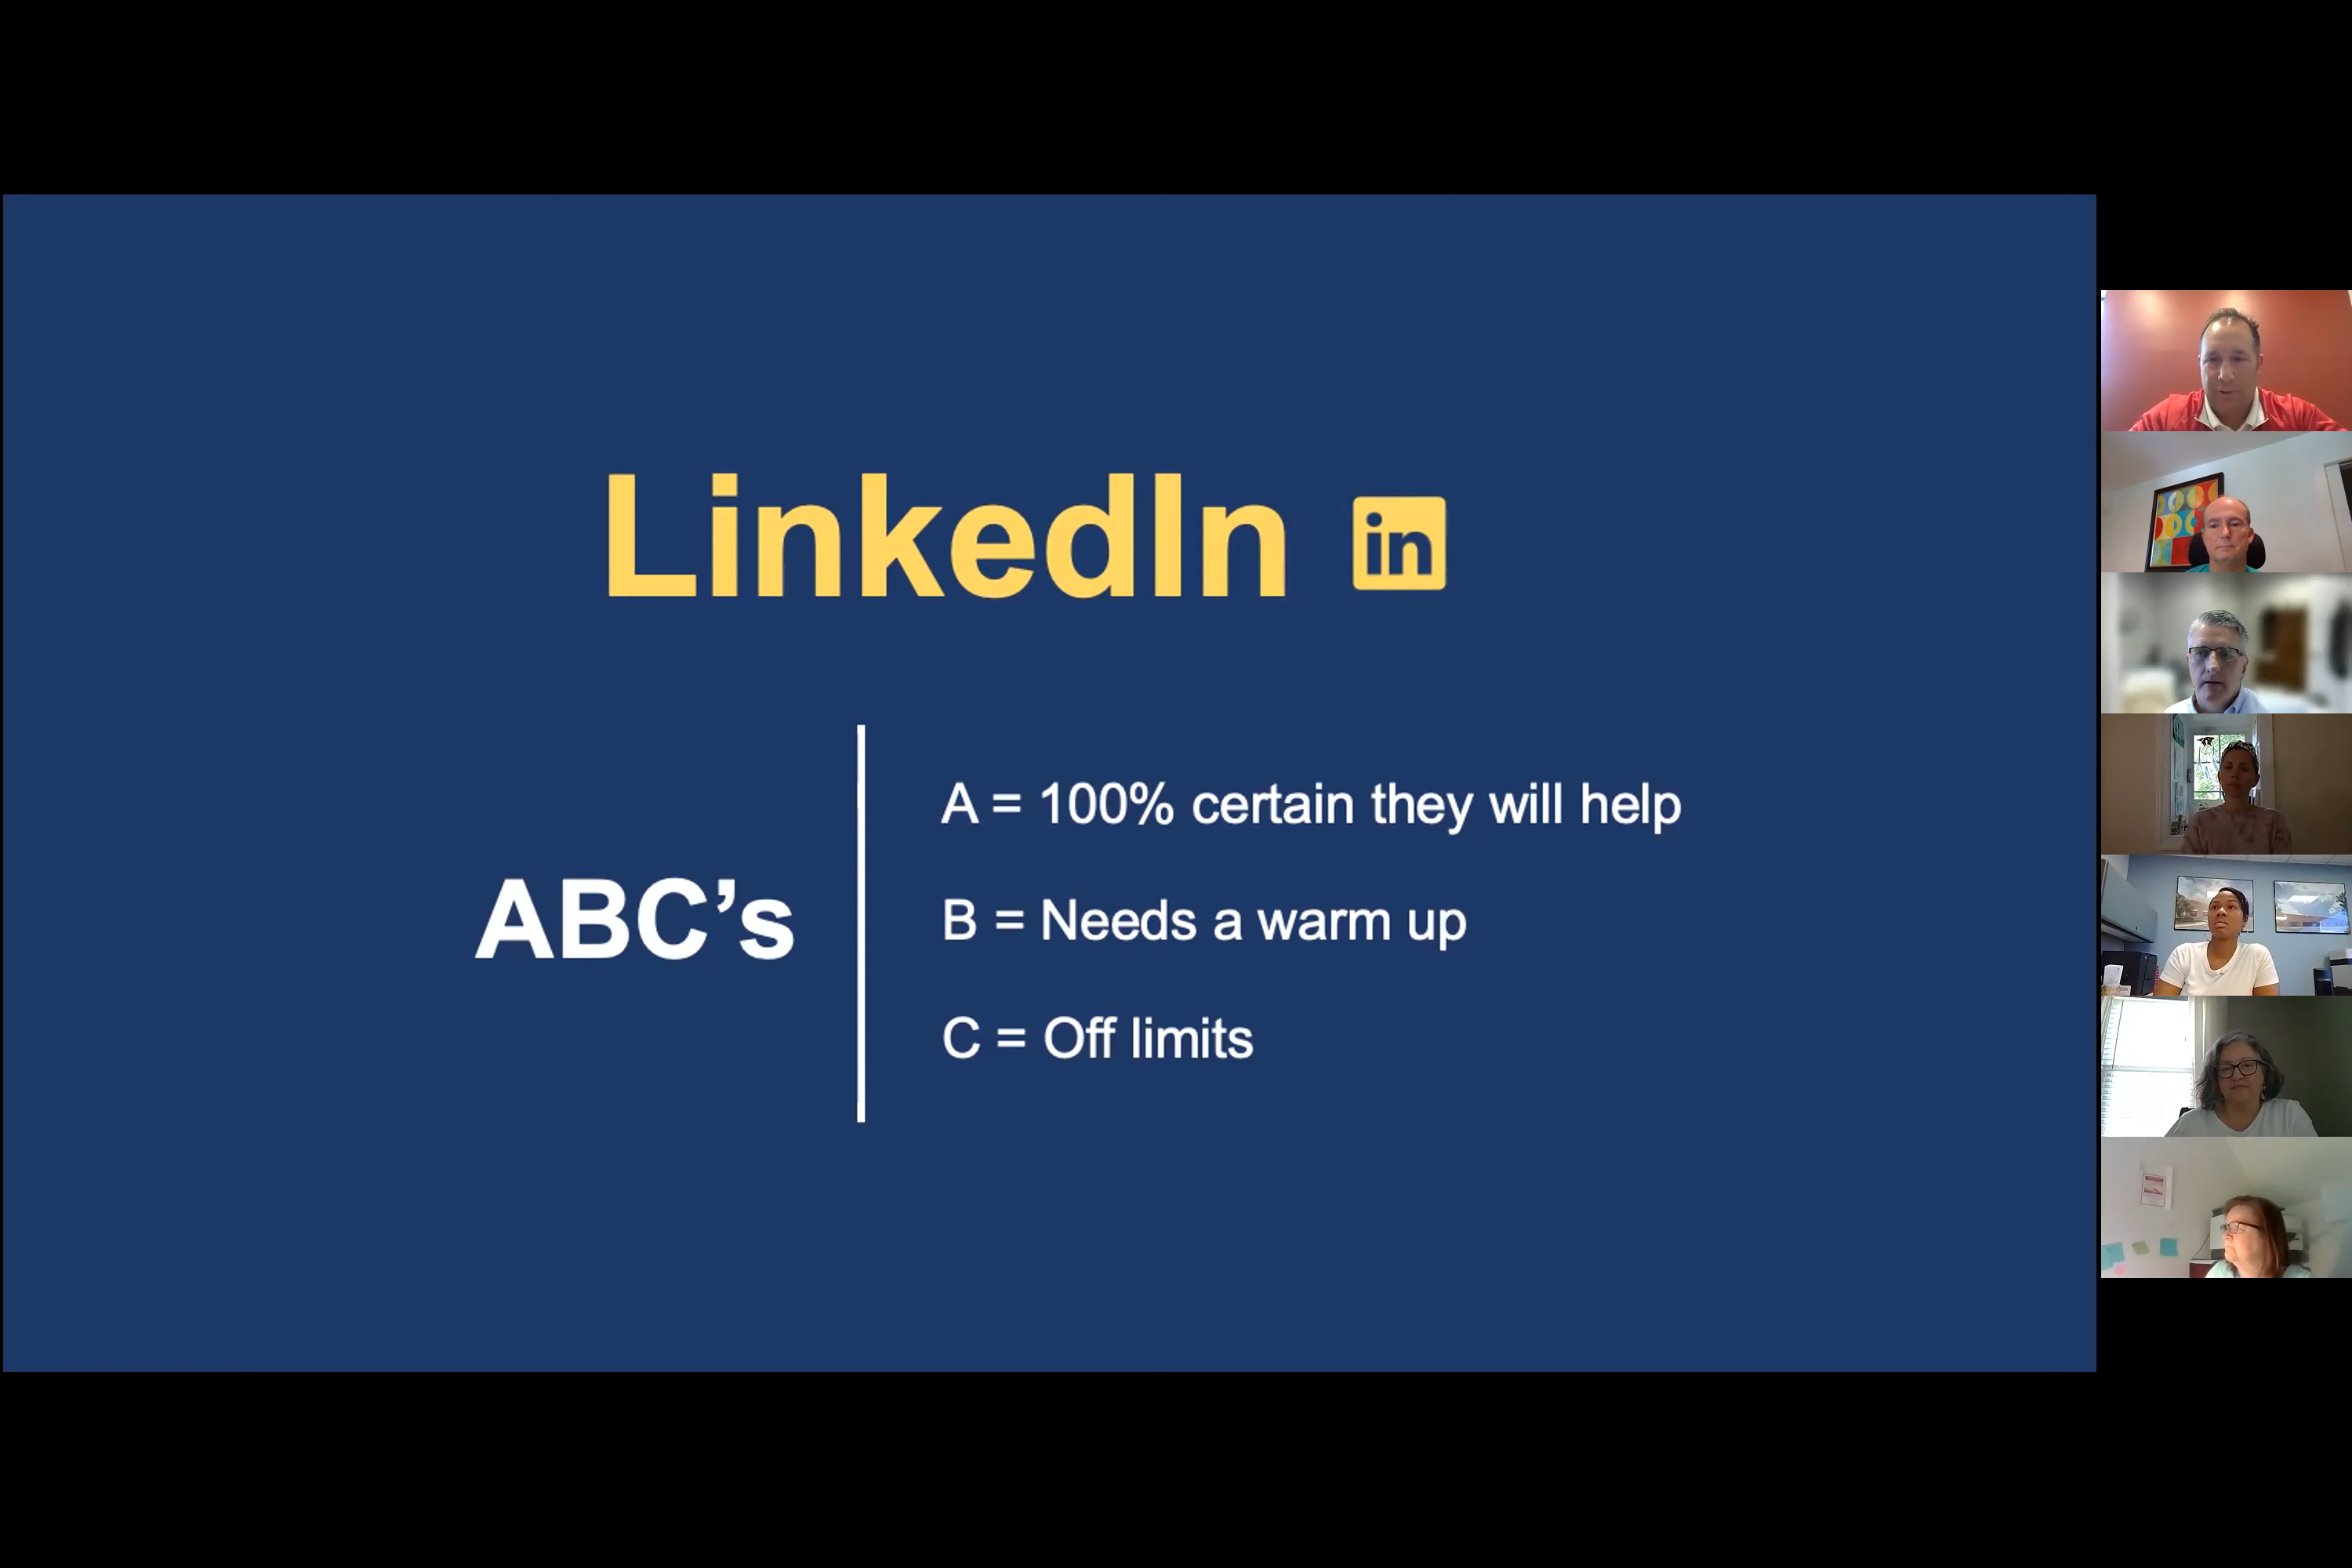 LinkedIn in
ABC’s
A = 100% certain they will help
B = Needs a warm up
C = Off limits